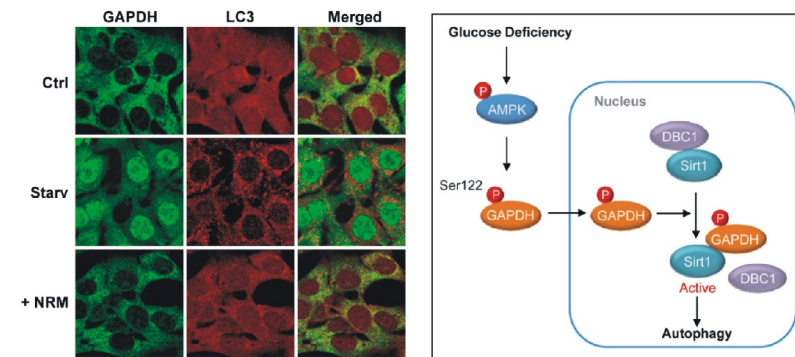 GAPDH LC3 Merged
Ctrl
Starv
+ NRM
Glucose Deficiency
P
AMPK
Ser122
P
GAPDH
Nucleus
P
GAPDH
DBC1
Sirt1
P
GAPDH
Sirt1
DBC1
Active
Autophagy